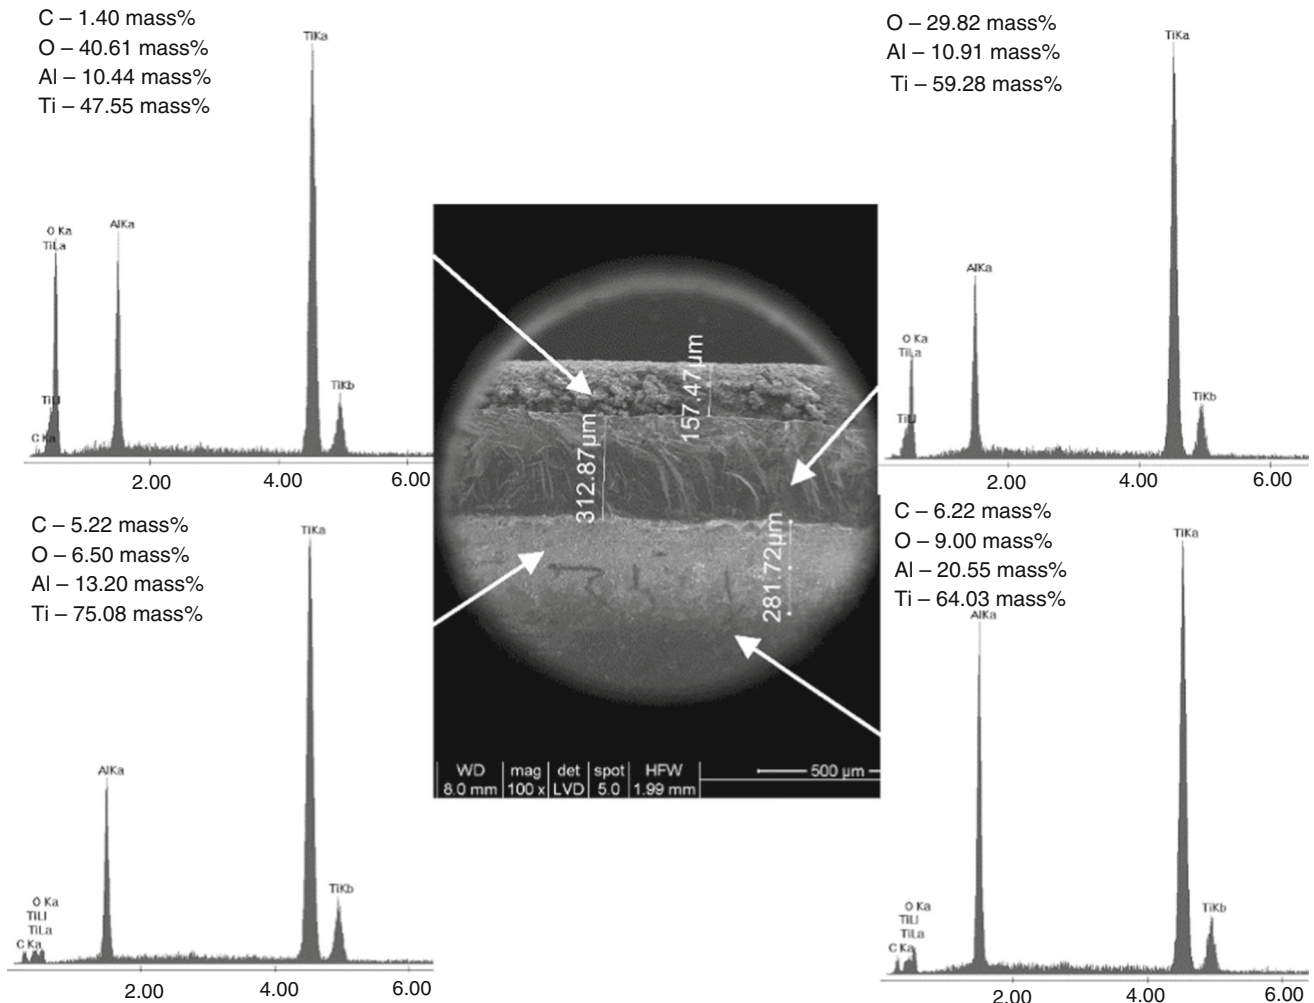 C – 1.40 mass%
O – 40.61 mass%
Al – 10.44 mass%
Ti – 47.55 mass%
TiKa
O Ka
TiLa
AlKa
TiLl
C Ka
TiKb
2.00 4.00 6.00
O – 29.82 mass%
Al – 10.91 mass%
Ti – 59.28 mass%
TiKa
AlKa
O Ka
TiLa
TiLl
TiKb
2.00 4.00 6.00
157.47µm
312.87µm
281.72µm
WD mag det spot HFW
8.0 mm 100 x LVD 5.0 1.99 mm
500 µm
C – 5.22 mass%
O – 6.50 mass%
Al – 13.20 mass%
Ti – 75.08 mass%
TiKa
AlKa
O Ka
TiLl
TiLa
C Ka
TiKb
2.00 4.00 6.00
C – 6.22 mass%
O – 9.00 mass%
Al – 20.55 mass%
Ti – 64.03 mass%
TiKa
AlKa
O Ka
TiLl
TiLa
C Ka
TiKb
2.00 4.00 6.00